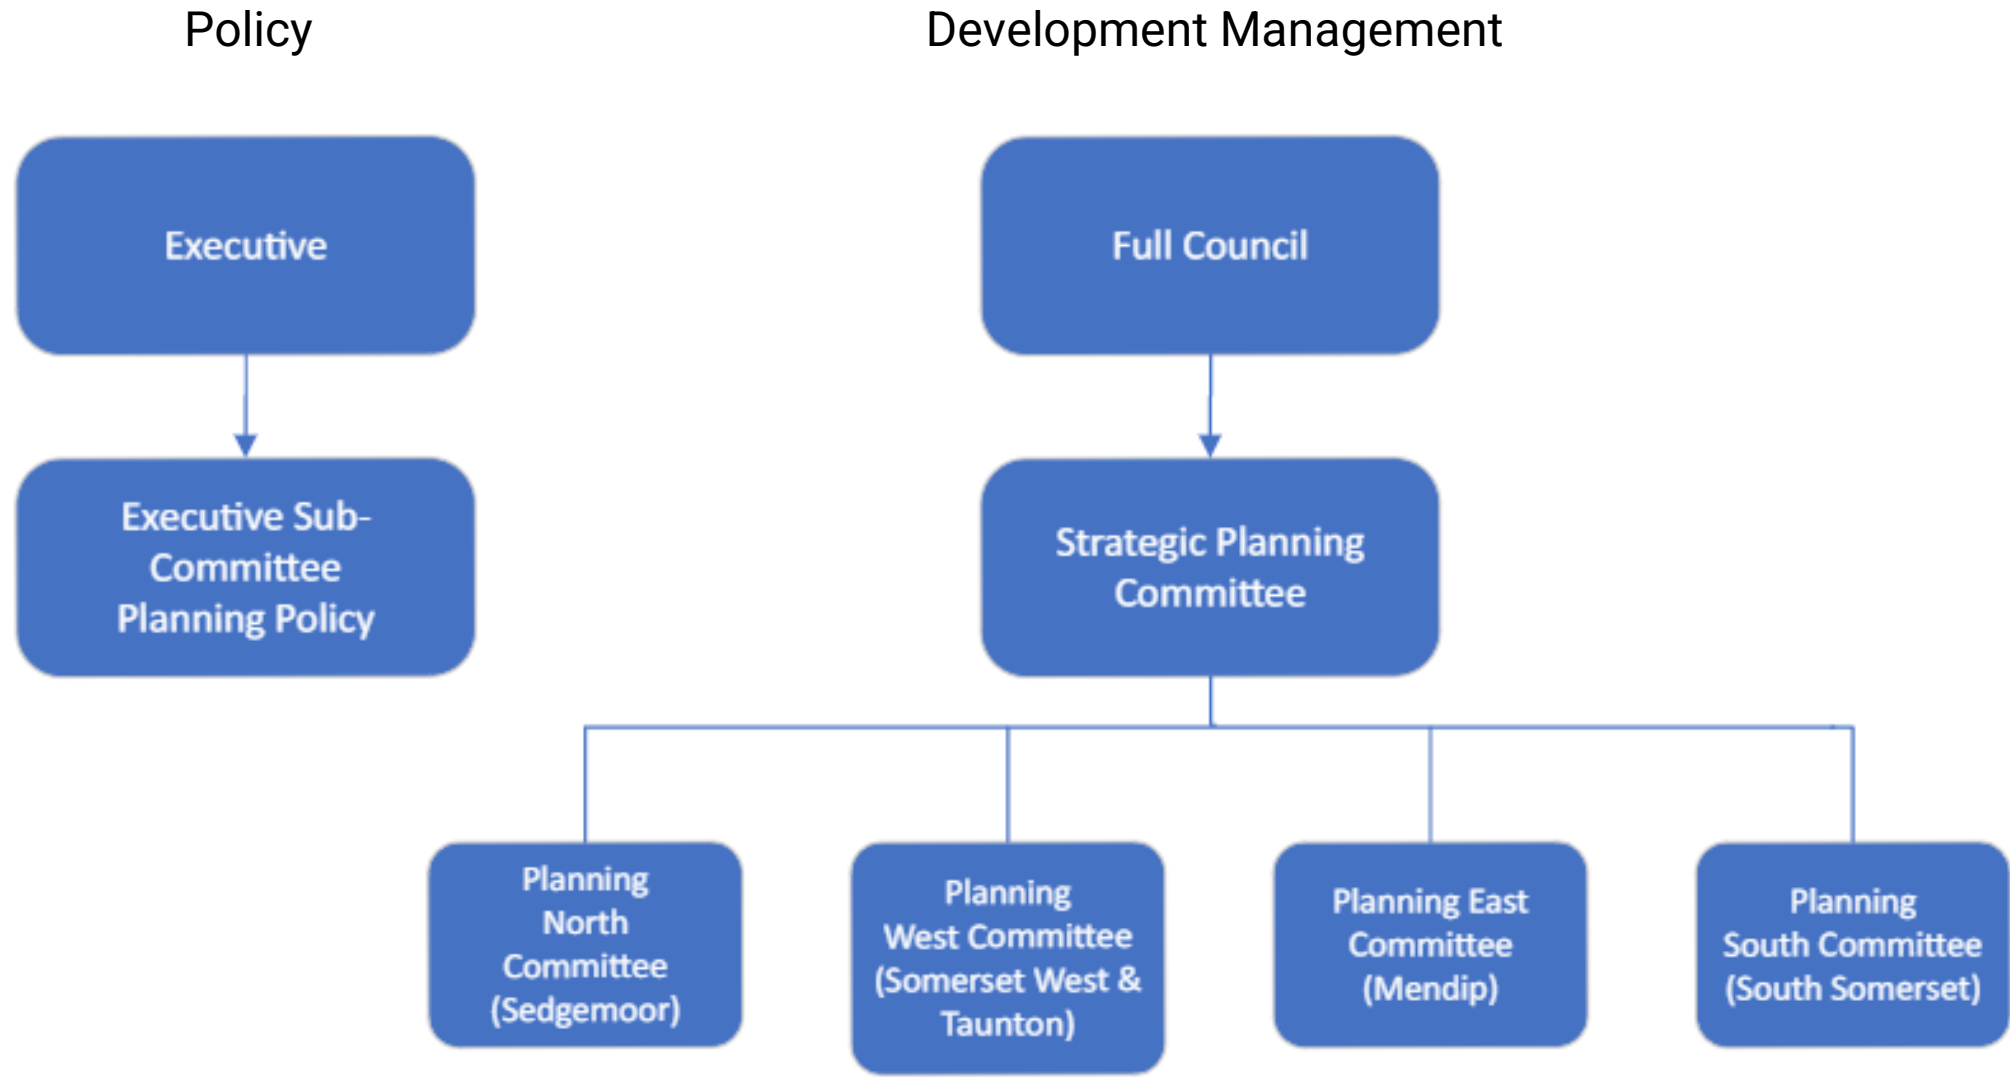 Policy
Development Management
Executive
Full Council
Executive Sub-
Committee
Planning Policy
Strategic Planning
Committee
Planning
North
Committee
(Sedgemoor)
Planning
West Committee
(Somerset West &
Taunton)
Planning East
Committee
(Mendip)
Planning
South Committee
(South Somerset)